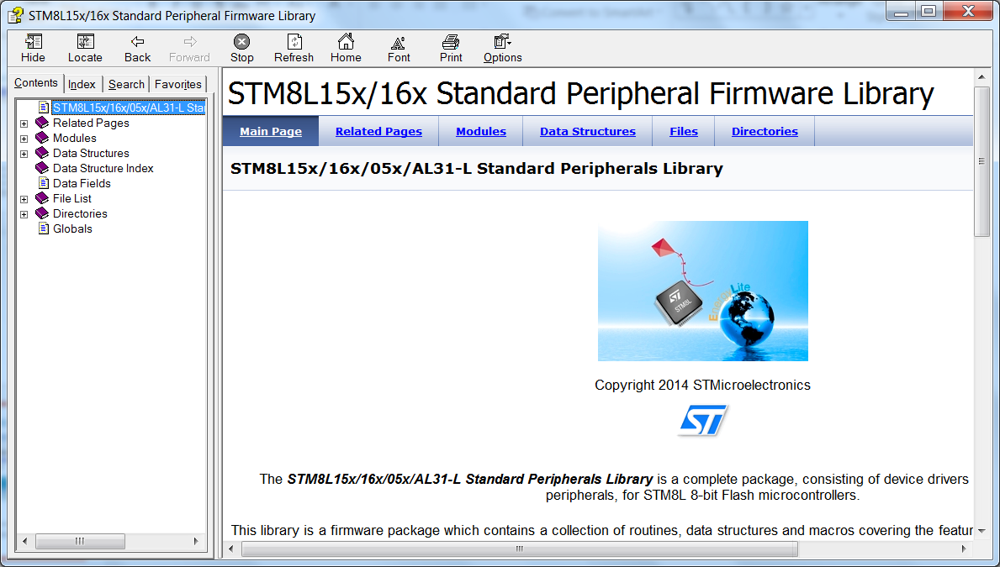 STM8L15x/16x Standard Peripheral Firmware Library
Hide Locate Back Forward Stop Refresh Home Font Print Options
Contents Index Search Favorites
STM8L15x/16x/05x/AL31-L Sta
Related Pages
Modules
Data Structures
Data Structure Index
Data Fields
File List
Directories
Globals
STM8L15x/16x Standard Peripheral Firmware Library
Main Page Related Pages Modules Data Structures Files Directories
STM8L15x/16x/05x/AL31-L Standard Peripherals Library
ST
STM8L
EnergyLite
Copyright 2014 STMicroelectronics
ST
The STM8L15x/16x/05x/AL31-L Standard Peripherals Library is a complete package, consisting of device drivers
peripherals, for STM8L 8-bit Flash microcontrollers.
This library is a firmware package which contains a collection of routines, data structures and macros covering the featur